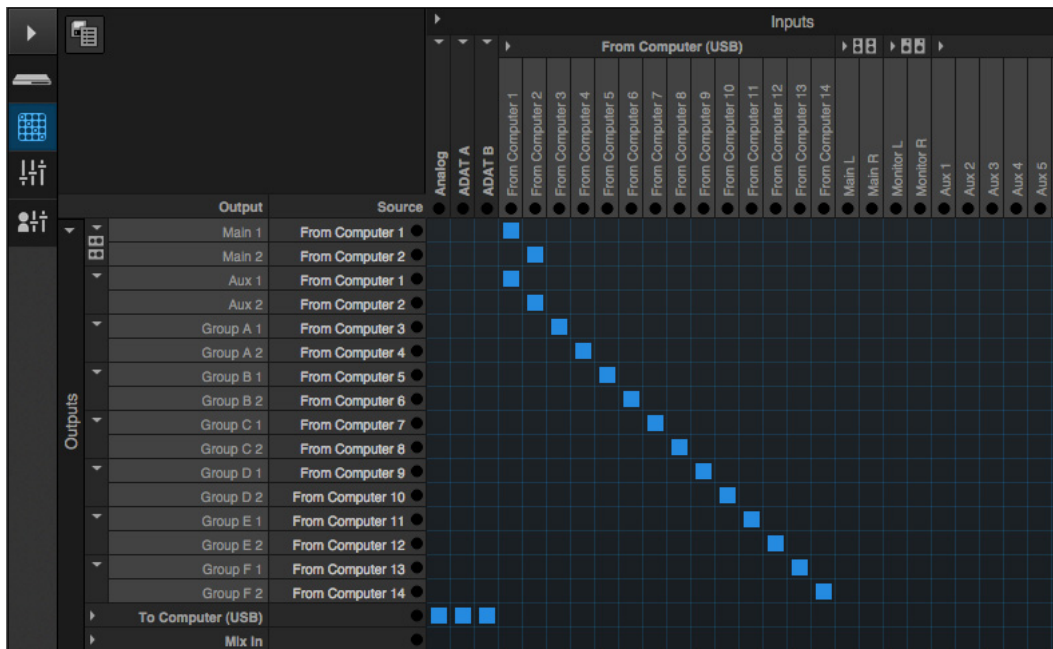 Inputs
From Computer (USB)
Analog
ADAT A
ADAT B
From Computer 1
From Computer 2
From Computer 3
From Computer 4
From Computer 5
From Computer 6
From Computer 7
From Computer 8
From Computer 9
From Computer 10
From Computer 11
From Computer 12
From Computer 13
From Computer 14
Main L
Main R
Monitor L
Monitor R
Aux 1
Aux 2
Aux 3
Aux 4
Aux 5
Output Source
Outputs
Main 1 From Computer 1
Main 2 From Computer 2
Aux 1 From Computer 1
Aux 2 From Computer 2
Group A 1 From Computer 3
Group A 2 From Computer 4
Group B 1 From Computer 5
Group B 2 From Computer 6
Group C 1 From Computer 7
Group C 2 From Computer 8
Group D 1 From Computer 9
Group D 2 From Computer 10
Group E 1 From Computer 11
Group E 2 From Computer 12
Group F 1 From Computer 13
Group F 2 From Computer 14
To Computer (USB)
Mix In